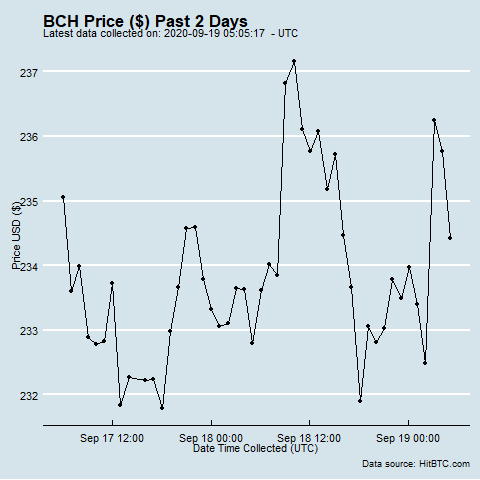 BCH Price ($) Past 2 Days
Latest data collected on: 2020-09-19 05:05:17  - UTC
237
236
235
234
233
232
Price USD ($)
Sep 17 12:00
Sep 18 00:00
Sep 18 12:00
Sep 19 00:00
Date Time Collected (UTC)
Data source: HitBTC.com